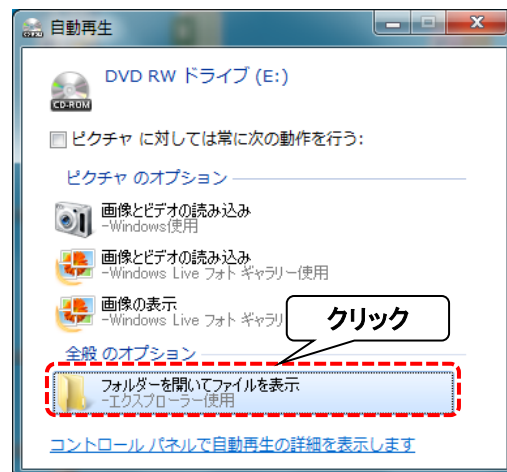 自動再生
DVD RW ドライブ (E:)
CD-ROM
ピクチャ に対しては常に次の動作を行う:
ピクチャ のオプション
画像とビデオの読み込み
-Windows使用
画像とビデオの読み込み
-Windows Live フォト ギャラリー使用
画像の表示
-Windows Live フォト ギャラリ
クリック
全般 のオプション
フォルダーを開いてファイルを表示
-エクスプローラー使用
コントロール パネルで自動再生の詳細を表示します